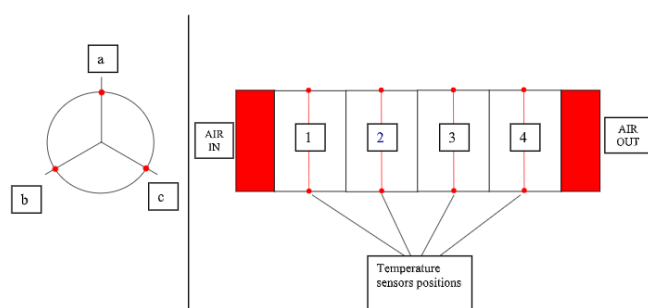 a
b
c
AIR
IN
1
2
3
4
AIR
OUT
Temperature
sensors positions